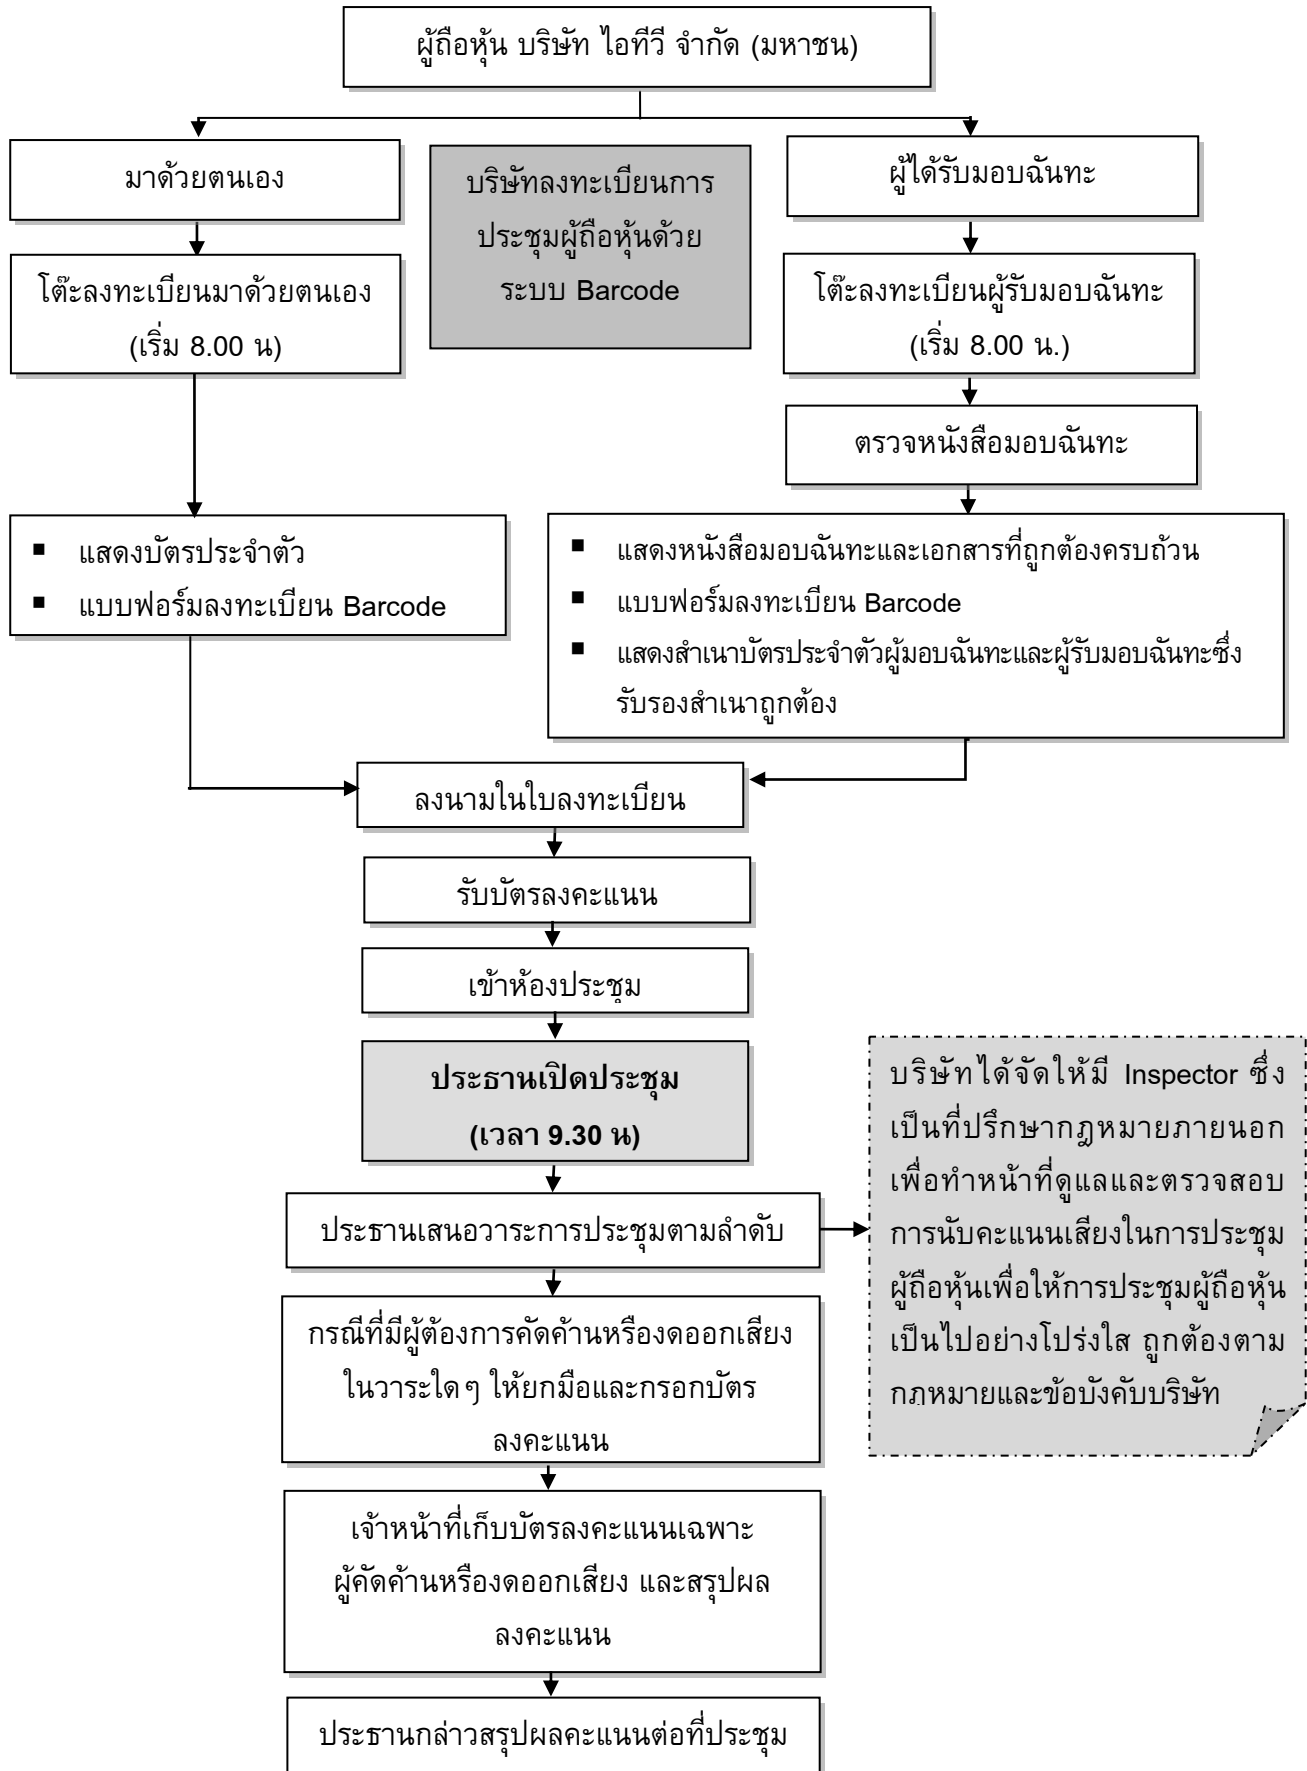 ผู้ถือหุ้น บริษัท ไอทีวี จำกัด (มหาชน)
มาด้วยตนเอง
บริษัทลงทะเบียนการ
ประชุมผู้ถือหุ้นด้วย
ระบบ Barcode
ผู้ได้รับมอบฉันทะ
โต๊ะลงทะเบียนมาด้วยตนเอง
(เริ่ม 8.00 น)
โต๊ะลงทะเบียนผู้รับมอบฉันทะ
(เริ่ม 8.00 น.)
ตรวจหนังสือมอบฉันทะ
▪ แสดงบัตรประจำตัว
▪ แบบฟอร์มลงทะเบียน Barcode
▪ แสดงหนังสือมอบฉันทะและเอกสารที่ถูกต้องครบถ้วน
▪ แบบฟอร์มลงทะเบียน Barcode
▪ แสดงสำเนาบัตรประจำตัวผู้มอบฉันทะและผู้รับมอบฉันทะซึ่ง
รับรองสำเนาถูกต้อง
ลงนามในใบลงทะเบียน
รับบัตรลงคะแนน
เข้าห้องประชุม
ประธานเปิดประชุม
(เวลา 9.30 น)
ประธานเสนอวาระการประชุมตามลำดับ
บริษัทได้จัดให้มี Inspector ซึ่ง
เป็นที่ปรึกษากฎหมายภายนอก
เพื่อทำหน้าที่ดูแลและตรวจสอบ
การนับคะแนนเสียงในการประชุม
ผู้ถือหุ้นเพื่อให้การประชุมผู้ถือหุ้น
เป็นไปอย่างโปร่งใส ถูกต้องตาม
กฎหมายและข้อบังคับบริษัท
กรณีที่มีผู้ต้องการคัดค้านหรืองดออกเสียง
ในวาระใดๆ ให้ยกมือและกรอกบัตร
ลงคะแนน
เจ้าหน้าที่เก็บบัตรลงคะแนนเฉพาะ
ผู้คัดค้านหรืองดออกเสียง และสรุปผล
ลงคะแนน
ประธานกล่าวสรุปผลคะแนนต่อที่ประชุม